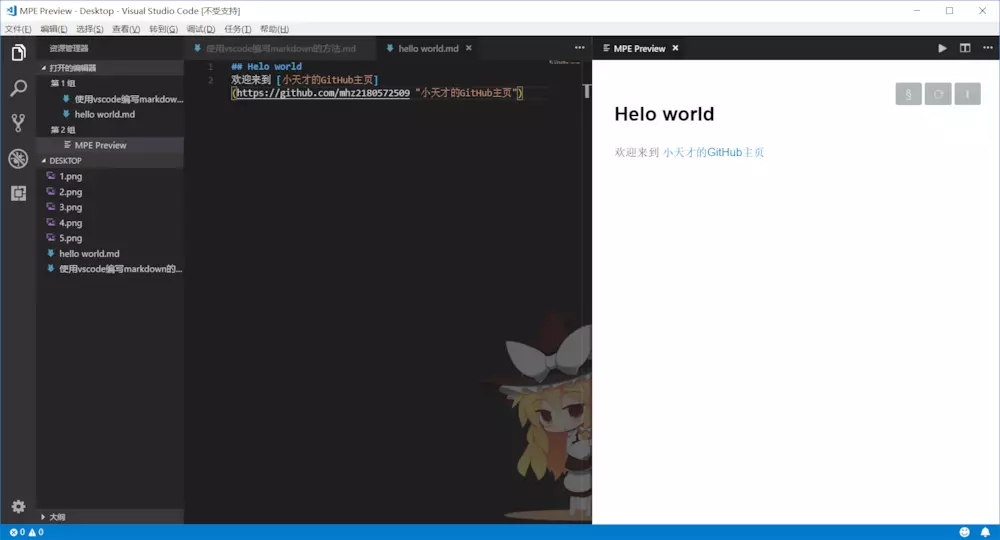 MPE Preview - Desktop - Visual Studio Code [不受支持]
文件(F) 编辑(E) 选择(S) 查看(V) 转到(G) 调试(D) 任务(T) 帮助(H)
资源管理器
打开的编辑器
第 1 组
使用vscode编写markdow...
hello world.md
第 2 组
MPE Preview
DESKTOP
1.png
2.png
3.png
4.png
5.png
hello world.md
使用vscode编写markdown的...
大纲
使用vscode编写markdown的方法.md
hello world.md
1 ## Helo world
2 欢迎来到 [小天才的GitHub主页]
(https://github.com/mhz2180572509 "小天才的GitHub主页")
MPE Preview
Helo world
欢迎来到 小天才的GitHub主页
0 0